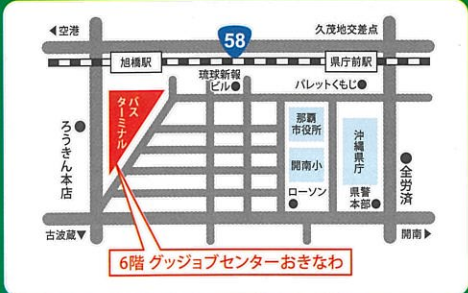 ◀空港
58
久茂地交差点
旭橋駅
県庁前駅
琉球新報
ビル●
パレットくもじ●
バス
ターミナル
ろうきん本店
那覇
市役所
開南小
沖縄県庁
ローソン
県警
本部●
全労済
古波蔵▼
開南▶
6階 グッジョブセンターおきなわ